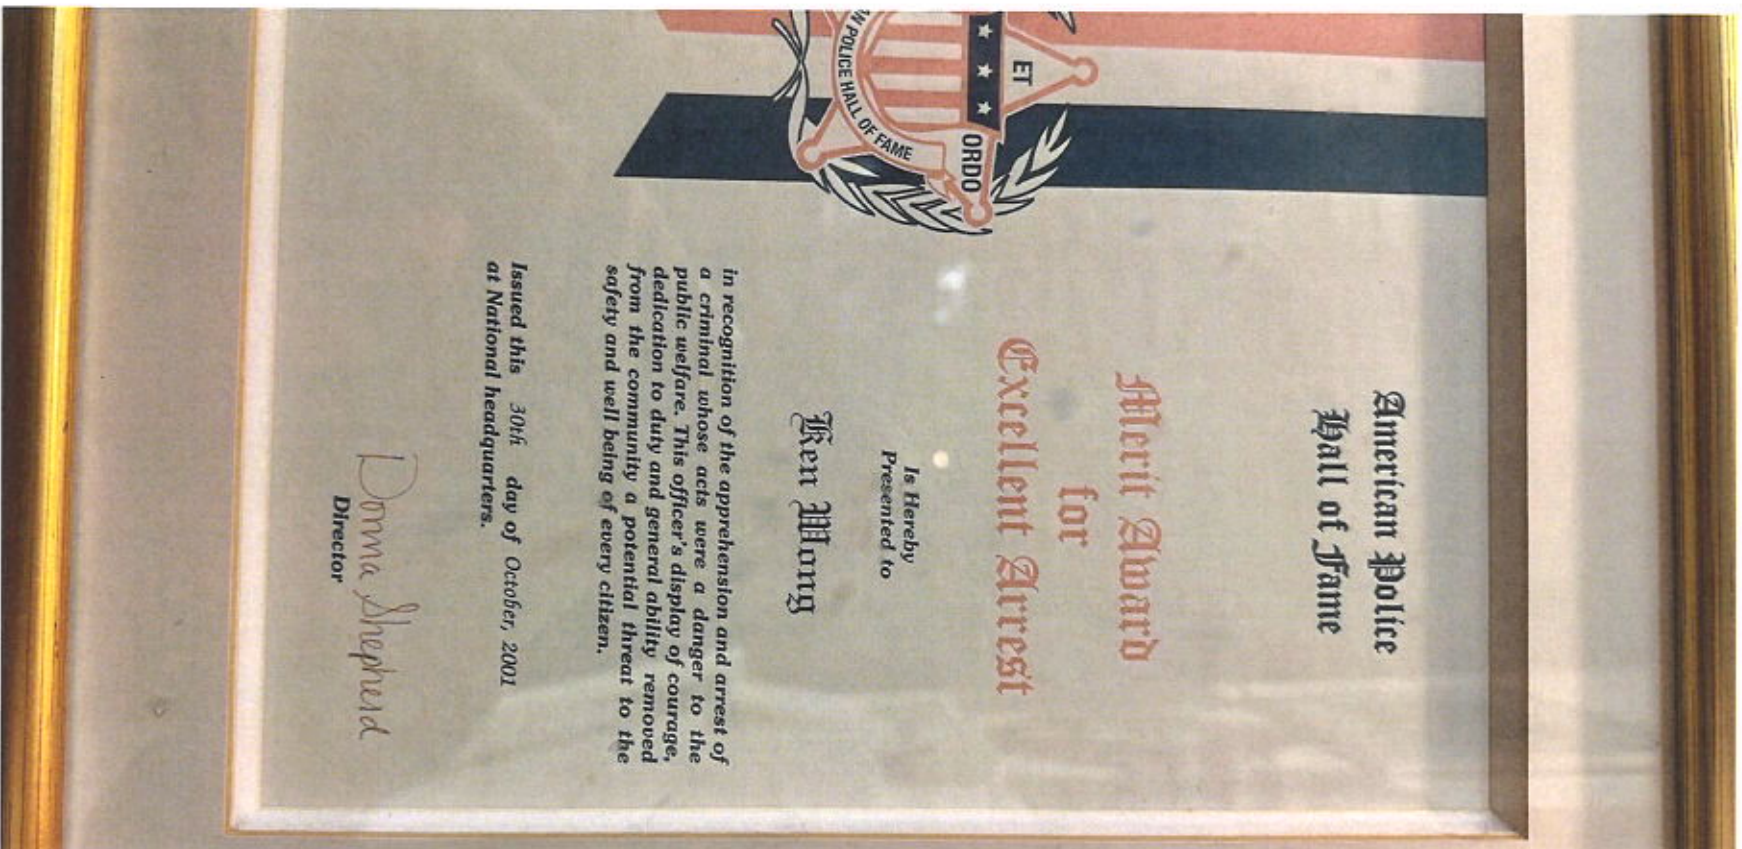 American Police
Hall of Fame
Merit Award
for
Excellent Arrest
Is Hereby
Presented to
Ken Wong
in recognition of the apprehension and arrest of
a criminal whose acts were a danger to the
public welfare. This officer's display of courage,
dedication to duty and general ability removed
from the community a potential threat to the
safety and well being of every citizen.
Issued this 30th day of October, 2001
at National headquarters.
Donna Shepherd
Director
ET
ORDO
AN POLICE HALL OF FAME